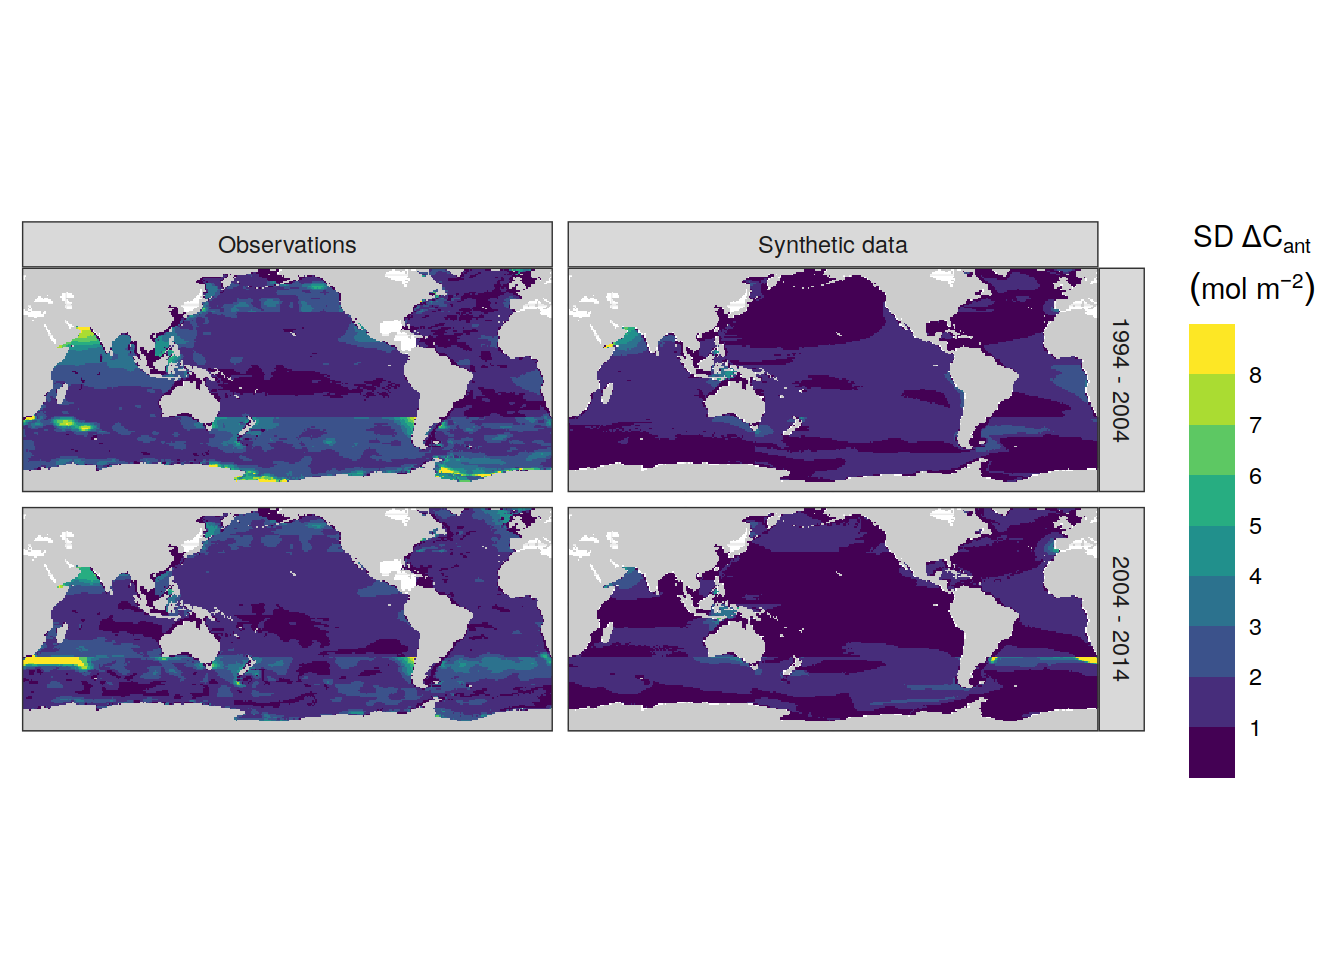 Observations
Synthetic data
1994 - 2004
2004 - 2014
SD ΔCant
(mol m−2)
8
7
6
5
4
3
2
1